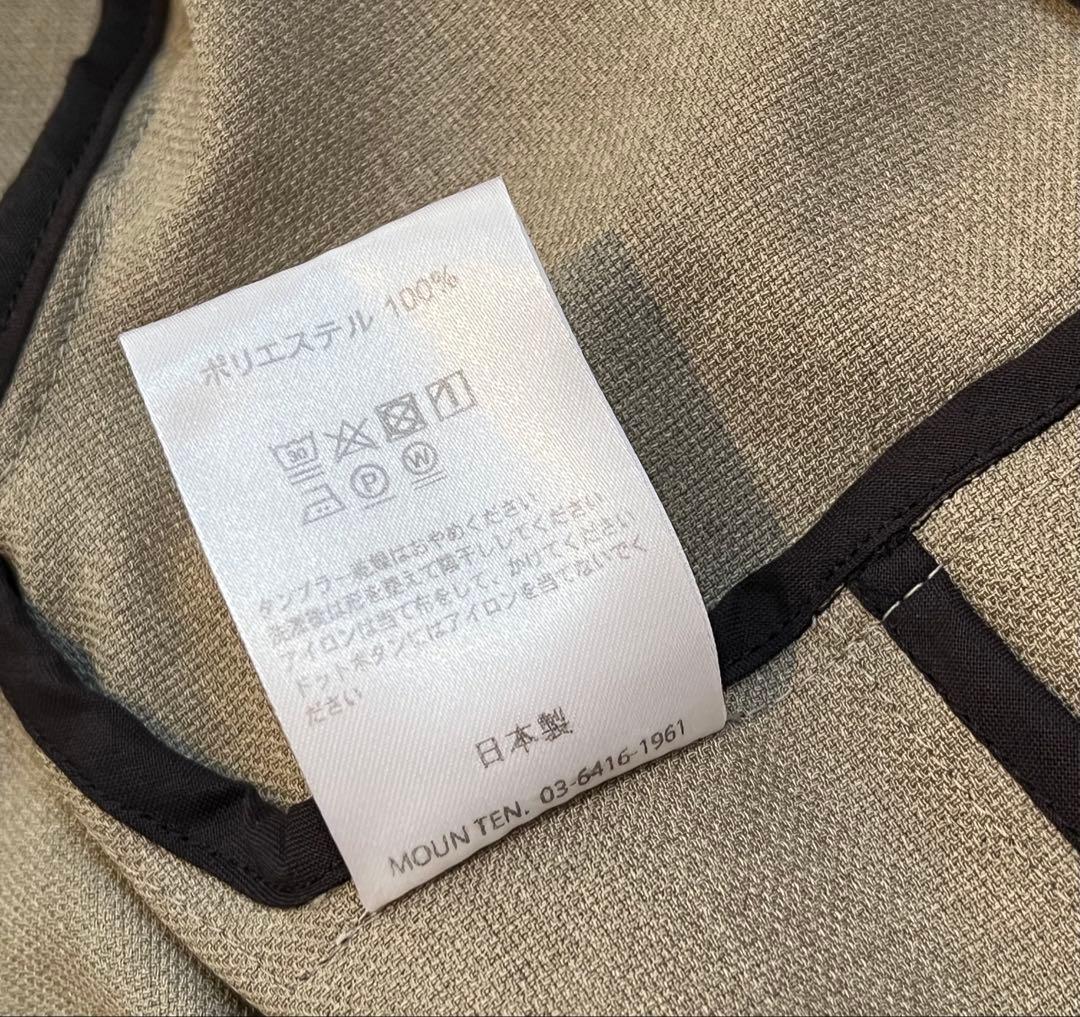 ポリエステル 100%
30
P W
タンブラー乾燥はおやめください
洗濯後は形を整えて陰干ししてください
アイロンは当て布をして、かけてください
ドットボタンにはアイロンを当てないでく
ださい
日本製
MOUN TEN. 03-6416-1961